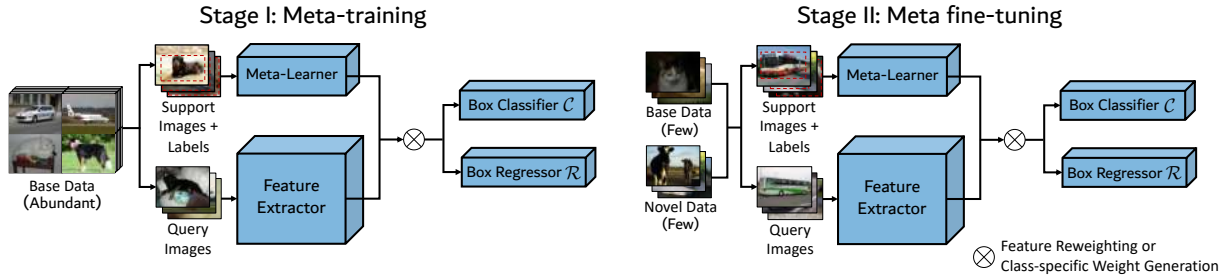 Stage I: Meta-training
Meta-Learner
Support
Images +
Labels
Base Data
(Abundant)
Feature
Extractor
Query
Images
Box Classifier 𝒞
Box Regressor ℛ
Stage II: Meta fine-tuning
Base Data
(Few)
Novel Data
(Few)
Support
Images +
Labels
Meta-Learner
Query
Images
Feature
Extractor
Box Classifier 𝒞
Box Regressor ℛ
Feature Reweighting or
Class-specific Weight Generation